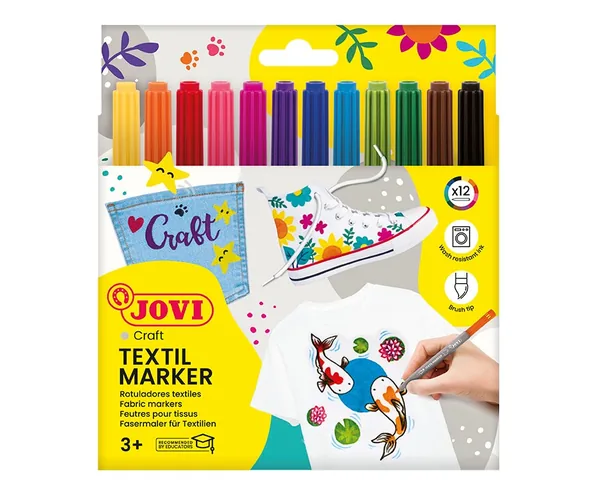 x12
Craft
Wash resistant ink
Brush tip
JOVI
Craft
TEXTIL
MARKER
Rotuladores textiles
Fabric markers
Feutres pour tissus
Fasermaler für Textilien
3+
RECOMMENDED
BY EDUCATORS